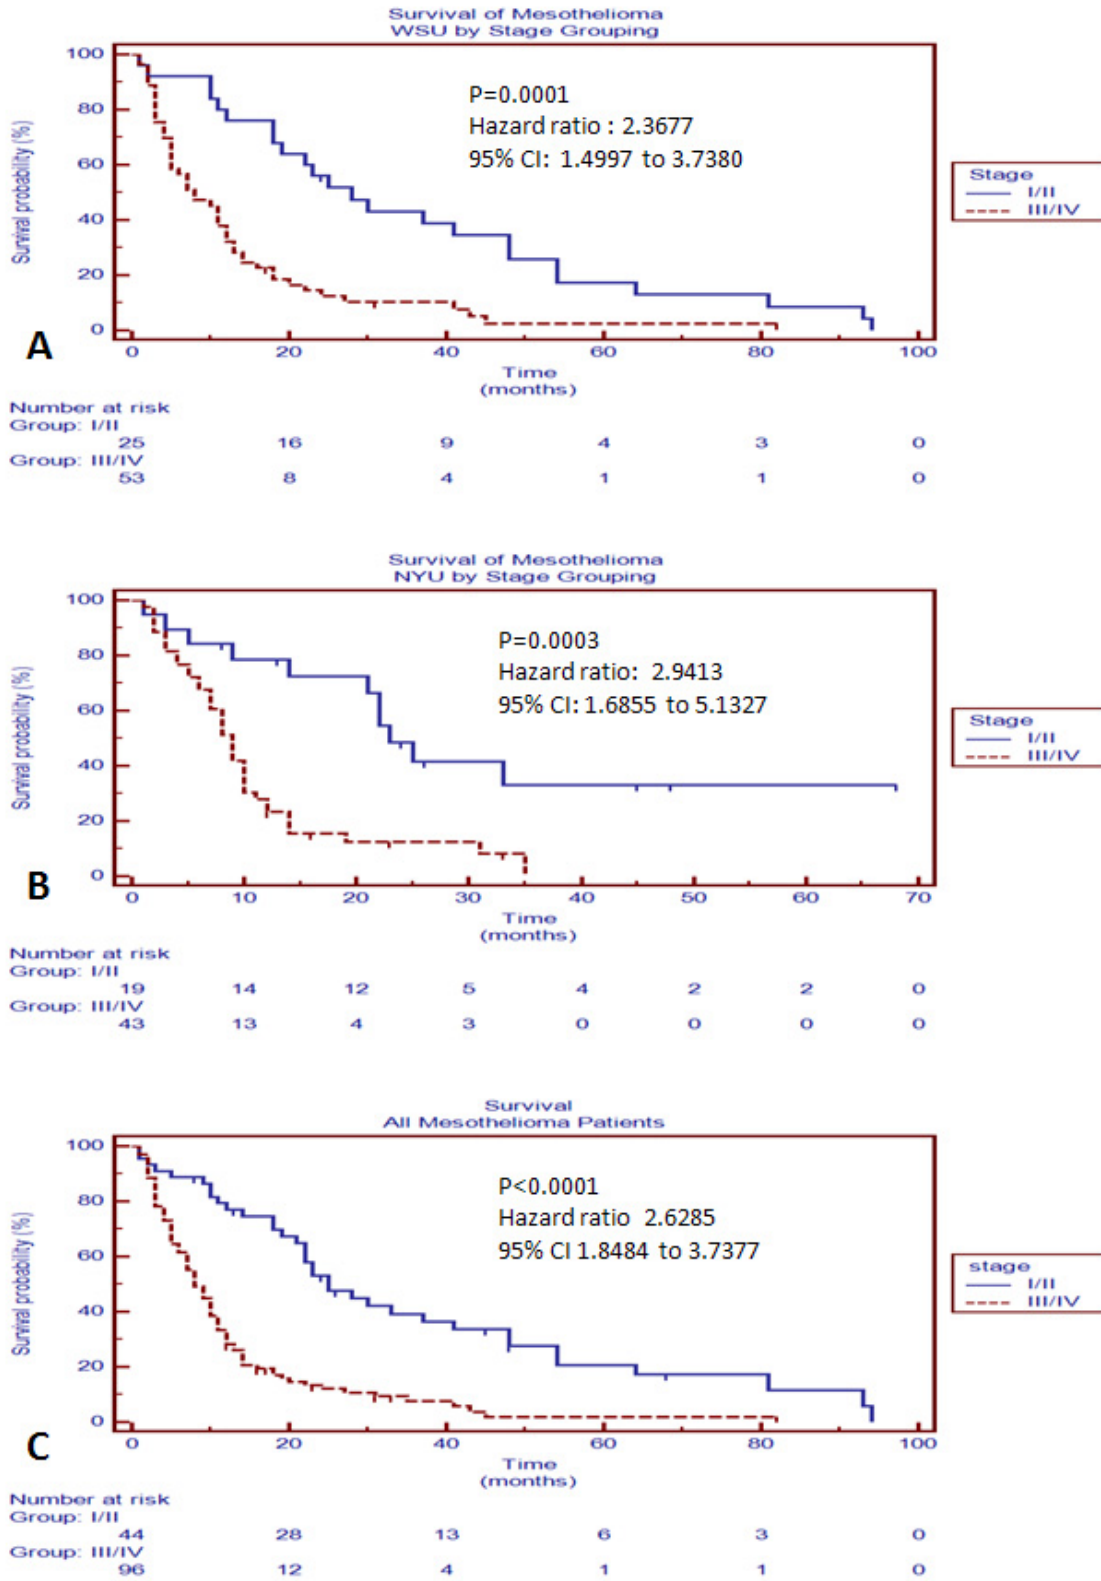 Survival of Mesothelioma
WSU by Stage Grouping
Survival probability (%)
100
80
60
40
20
0
P=0.0001
Hazard ratio : 2.3677
95% CI: 1.4997 to 3.7380
Stage
I/II
III/IV
A
0 20 40 60 80 100
Time
(months)
Number at risk
Group: I/II
25 16 9 4 3 0
Group: III/IV
53 8 4 1 1 0
Survival of Mesothelioma
NYU by Stage Grouping
Survival probability (%)
100
80
60
40
20
0
P=0.0003
Hazard ratio: 2.9413
95% CI: 1.6855 to 5.1327
Stage
I/II
III/IV
B
0 10 20 30 40 50 60 70
Time
(months)
Number at risk
Group: I/II
19 14 12 5 4 2 2 0
Group: III/IV
43 13 4 3 0 0 0 0
Survival
All Mesothelioma Patients
Survival probability (%)
100
80
60
40
20
0
P<0.0001
Hazard ratio 2.6285
95% CI 1.8484 to 3.7377
stage
I/II
III/IV
C
0 20 40 60 80 100
Time
(months)
Number at risk
Group: I/II
44 28 13 6 3 0
Group: III/IV
96 12 4 1 1 0